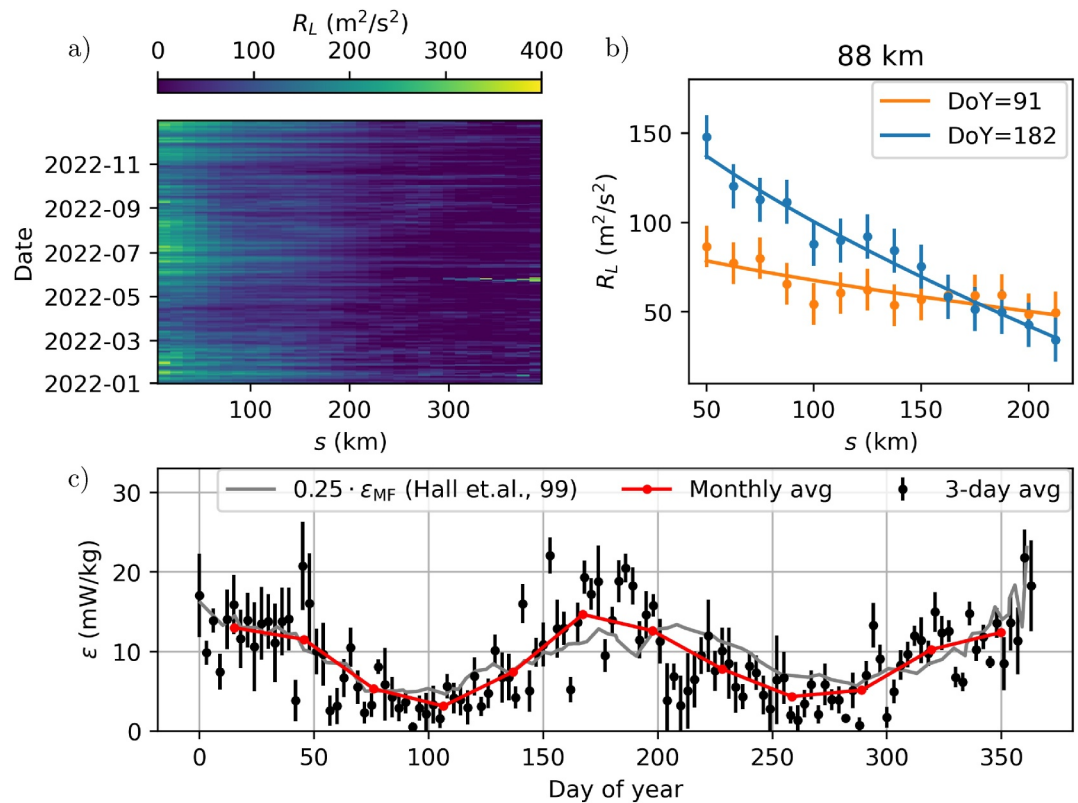 a)
R_L (m²/s²)
0 100 200 300 400
2022-11
2022-09
2022-07
2022-05
2022-03
2022-01
Date
100 200 300
s (km)
b)
88 km
DoY=91
DoY=182
150
100
50
R_L (m²/s²)
50 100 150 200
s (km)
c)
0.25 · ε_MF (Hall et.al., 99) Monthly avg 3-day avg
30
20
10
0
ε (mW/kg)
0 50 100 150 200 250 300 350
Day of year